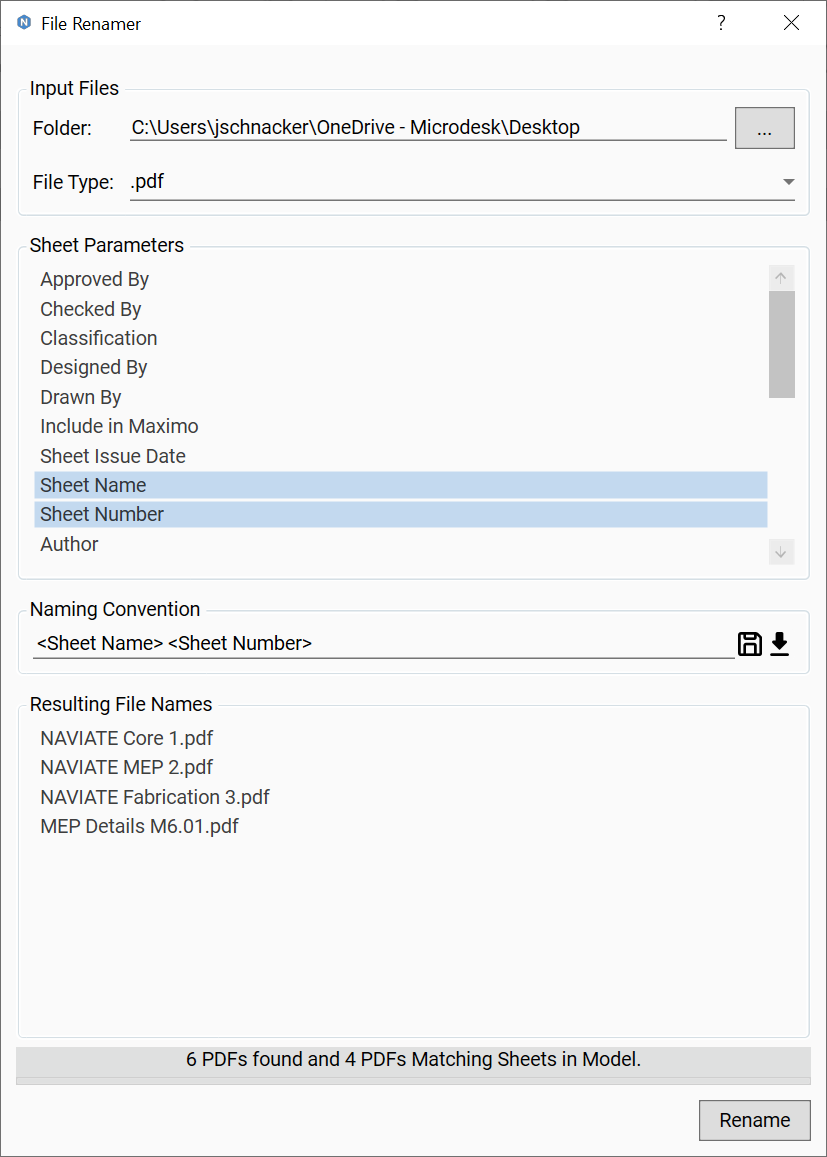 N File Renamer ?
Input Files
Folder: C:\Users\jschnacker\OneDrive - Microdesk\Desktop ...
File Type: .pdf
Sheet Parameters
Approved By
Checked By
Classification
Designed By
Drawn By
Include in Maximo
Sheet Issue Date
Sheet Name
Sheet Number
Author
Naming Convention
<Sheet Name> <Sheet Number>
Resulting File Names
NAVIATE Core 1.pdf
NAVIATE MEP 2.pdf
NAVIATE Fabrication 3.pdf
MEP Details M6.01.pdf
6 PDFs found and 4 PDFs Matching Sheets in Model.
Rename